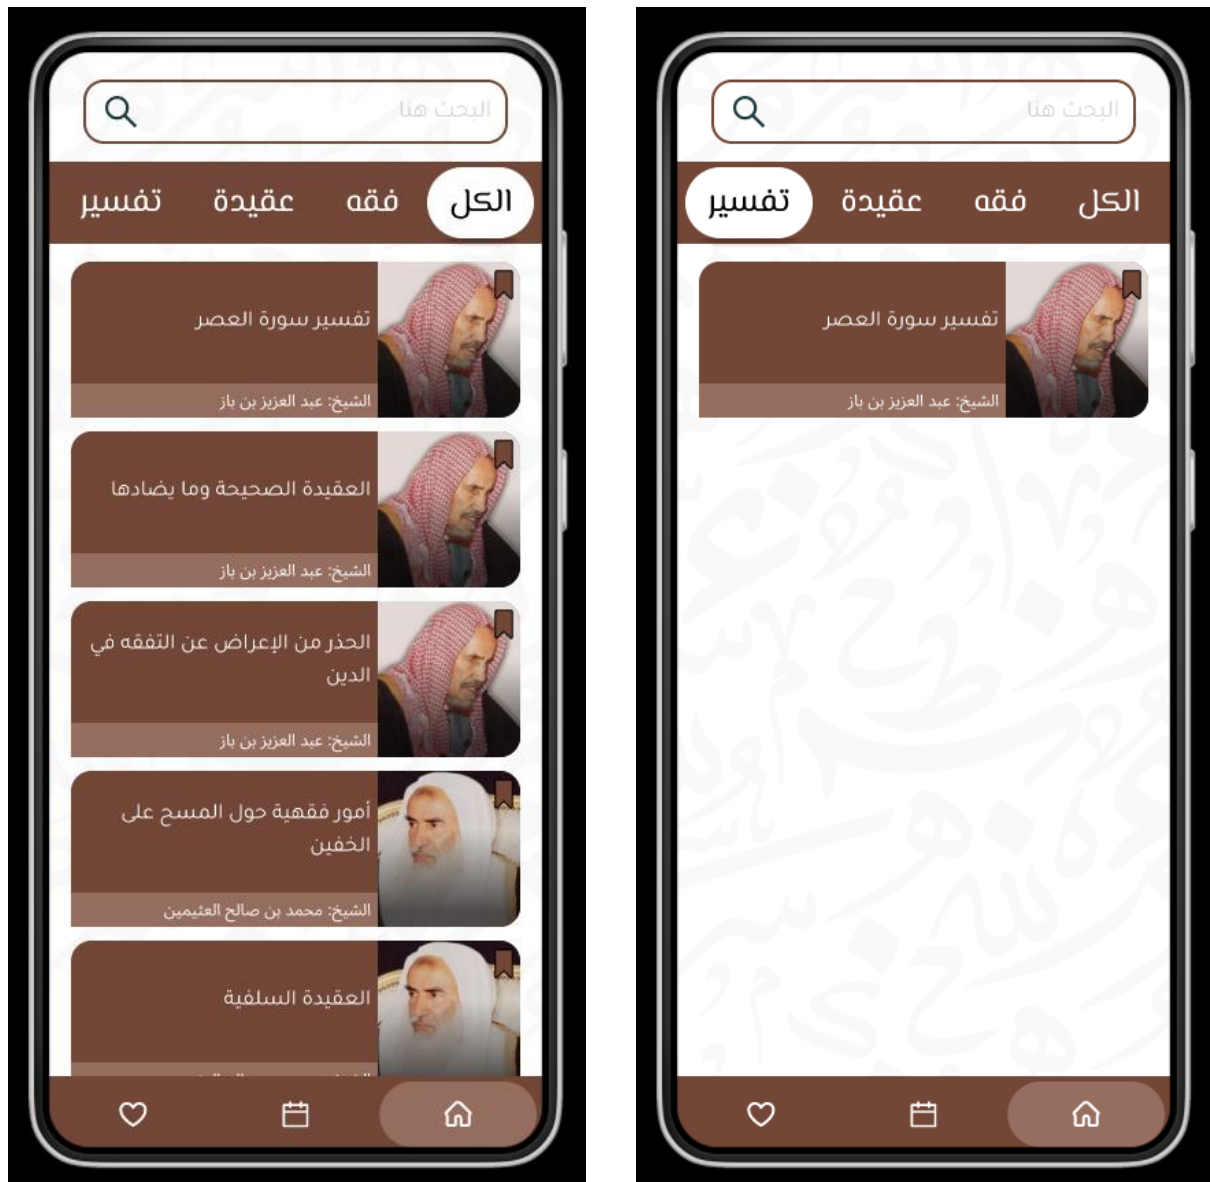 البحث هنا
الكل
فقه
عقيدة
تفسير
تفسير سورة العصر
الشيخ: عبد العزيز بن باز
العقيدة الصحيحة وما يضادها
الشيخ: عبد العزيز بن باز
الحذر من الإعراض عن التفقه في
الدين
الشيخ: عبد العزيز بن باز
أمور فقهية حول المسح على
الخفين
الشيخ: محمد بن صالح العثيمين
العقيدة السلفية
البحث هنا
الكل
فقه
عقيدة
تفسير
تفسير سورة العصر
الشيخ: عبد العزيز بن باز